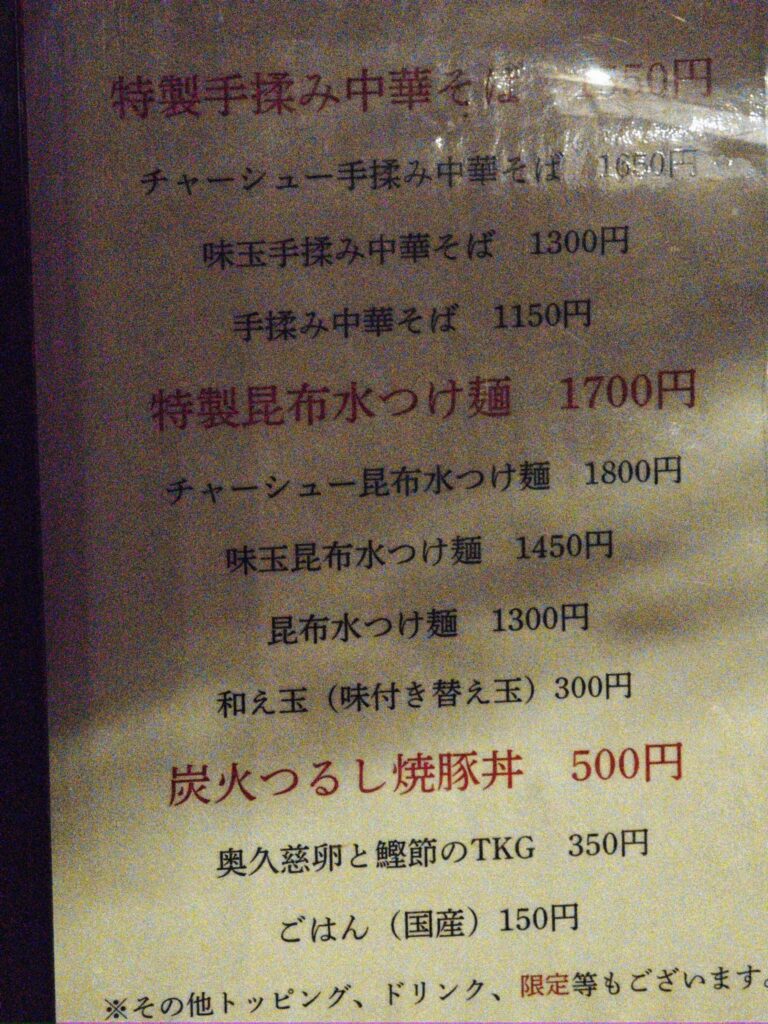 特製手揉み中華そば 1550円
チャーシュー手揉み中華そば 1650円
味玉手揉み中華そば 1300円
手揉み中華そば 1150円
特製昆布水つけ麺 1700円
チャーシュー昆布水つけ麺 1800円
味玉昆布水つけ麺 1450円
昆布水つけ麺 1300円
和え玉（味付き替え玉）300円
炭火つるし焼豚丼 500円
奥久慈卵と鰹節のTKG 350円
ごはん（国産）150円
※その他トッピング、ドリンク、限定等もございます。